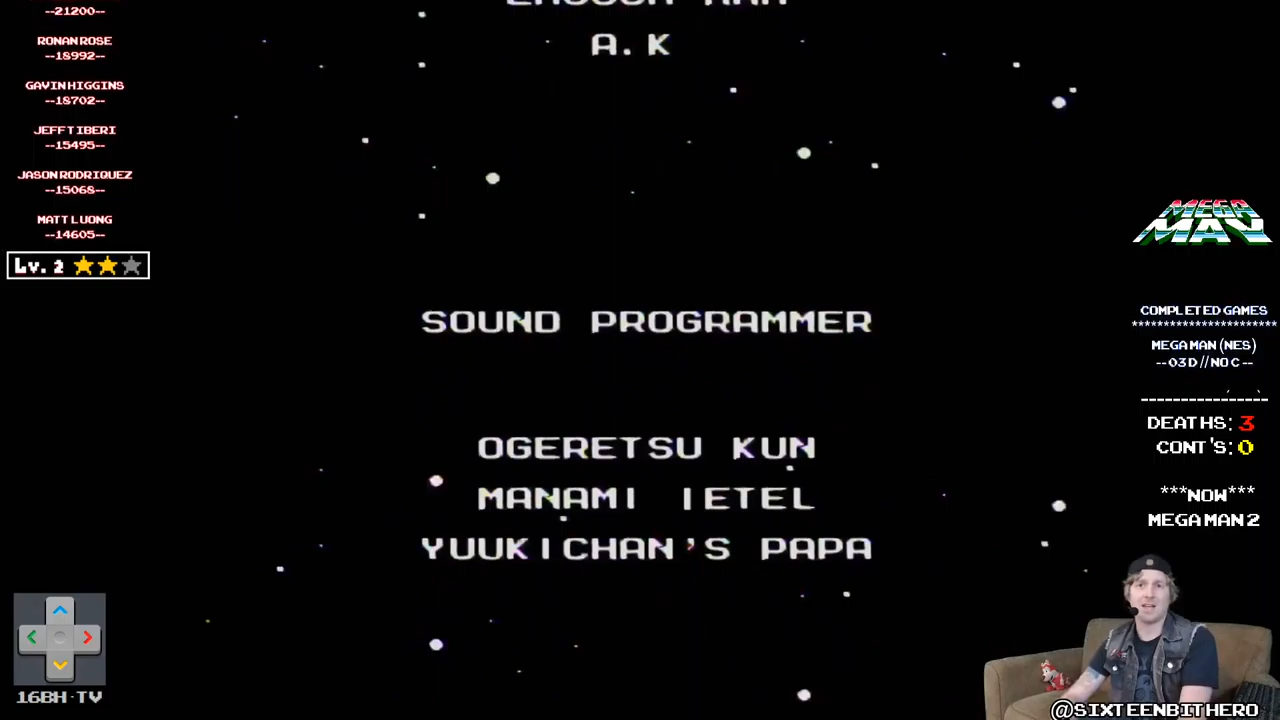 --21200--
RONAN ROSE
--18992--
GAVIN HIGGINS
--18702--
JEFF TIBERI
--15495--
JASON RODRIQUEZ
--15068--
MATT LUONG
--14605--
Lv. 2
A.K
SOUND PROGRAMMER
OGERETSU KUN
MANAMI IETEL
YUUKICHAN'S PAPA
MEGA
MAY
COMPLETED GAMES
*********************
MEGA MAN (NES)
--03D//NOC--
----------------
DEATHS: 3
CONT'S: 0
***NOW***
MEGA MAN 2
16BH-TV
@SIXTEENBITHERO